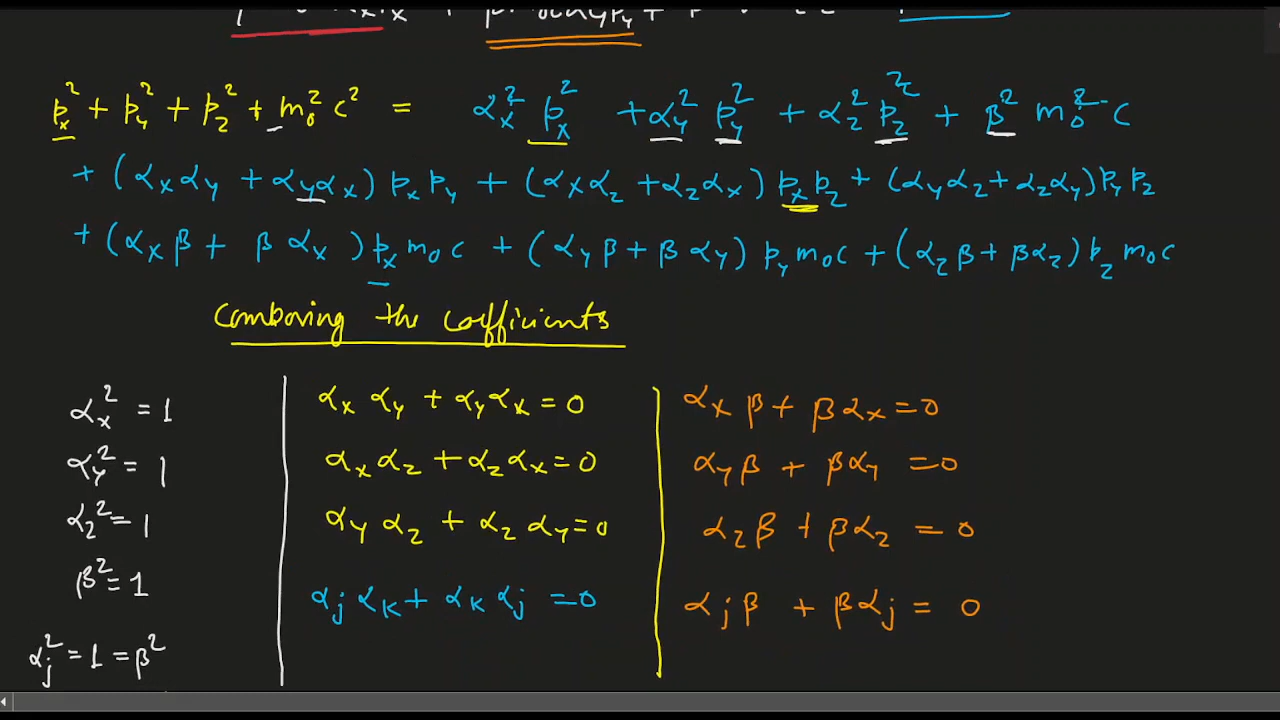 p_x^2 + p_y^2 + p_z^2 + m_0^2 c^2 = α_x^2 p_x^2 + α_y^2 p_y^2 + α_z^2 p_z^2 + β^2 m_0^2 c
+ (α_x α_y + α_y α_x) p_x p_y + (α_x α_z + α_z α_x) p_x p_z + (α_y α_z + α_z α_y) p_y p_z
+ (α_x β + β α_x) p_x m_0 c + (α_y β + β α_y) p_y m_0 c + (α_z β + β α_z) p_z m_0 c
Comparing the coefficients
α_x^2 = 1
α_y^2 = 1
α_z^2 = 1
β^2 = 1
α_j^2 = 1 = β^2
α_x α_y + α_y α_x = 0
α_x α_z + α_z α_x = 0
α_y α_z + α_z α_y = 0
α_j α_k + α_k α_j = 0
α_x β + β α_x = 0
α_y β + β α_y = 0
α_z β + β α_z = 0
α_j β + β α_j = 0